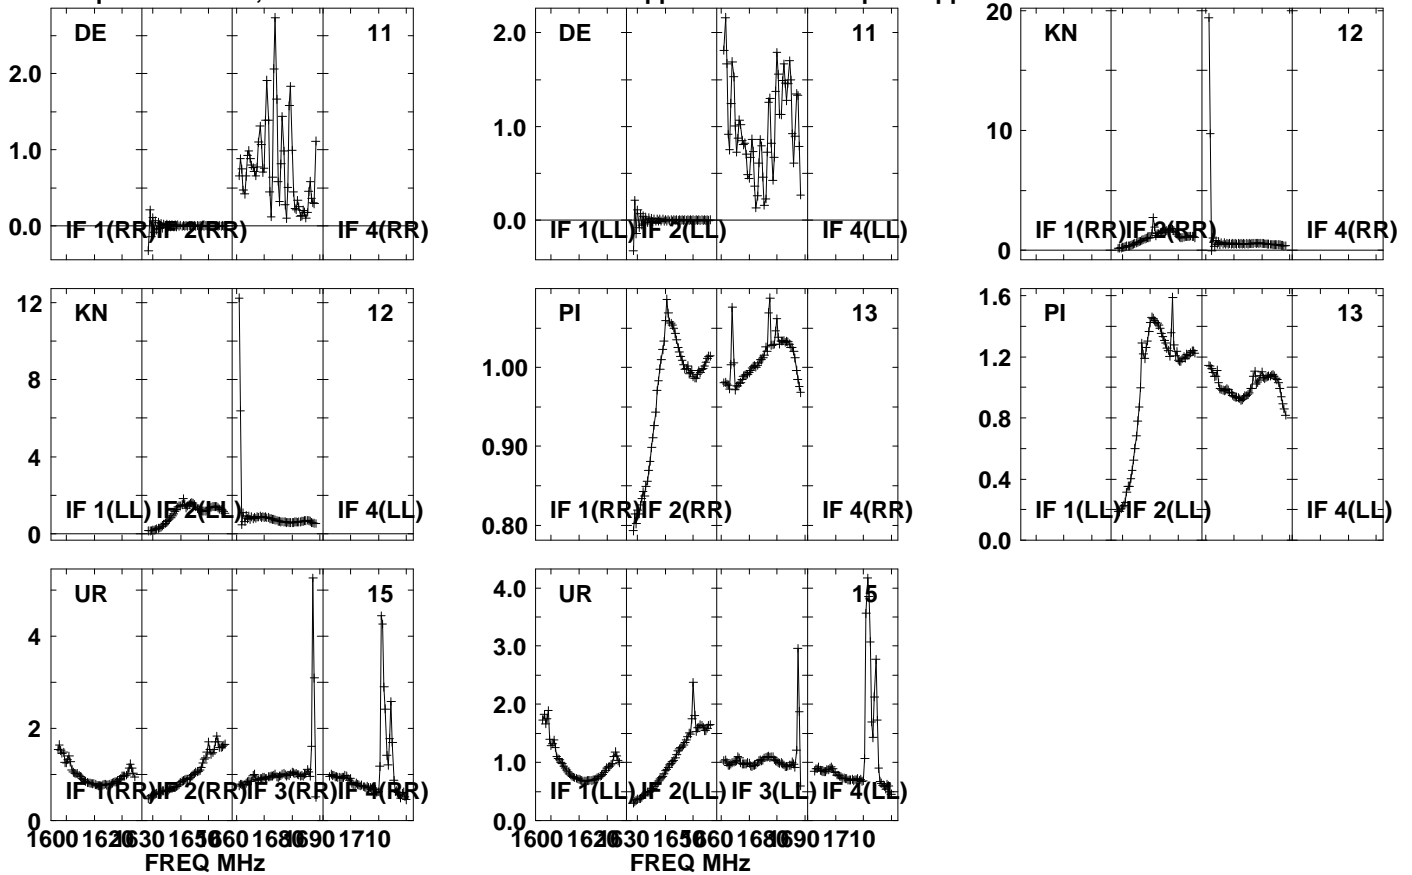 DE 11
2.0
1.0
0.0
IF 1(RR) IF 2(RR) IF 4(RR)
DE 11
2.0
1.0
0.0
IF 1(LL) IF 2(LL) IF 4(LL)
KN 12
20
10
0
IF 1(RR) IF 2(RR) IF 4(RR)
KN 12
12
8
4
0
IF 1(LL) IF 2(LL) IF 4(LL)
PI 13
1.00
0.90
0.80
IF 1(RR) IF 2(RR) IF 4(RR)
PI 13
1.6
1.2
0.8
0.4
0.0
IF 1(LL) IF 2(LL) IF 4(LL)
UR 15
4
2
0
IF 1(RR) IF 2(RR) IF 3(RR) IF 4(RR)
1600 1620 1630 1650 1660 1680 1690 1710
FREQ MHz
UR 15
4.0
3.0
2.0
1.0
0.0
IF 1(LL) IF 2(LL) IF 3(LL) IF 4(LL)
1600 1620 1630 1650 1660 1680 1690 1710
FREQ MHz